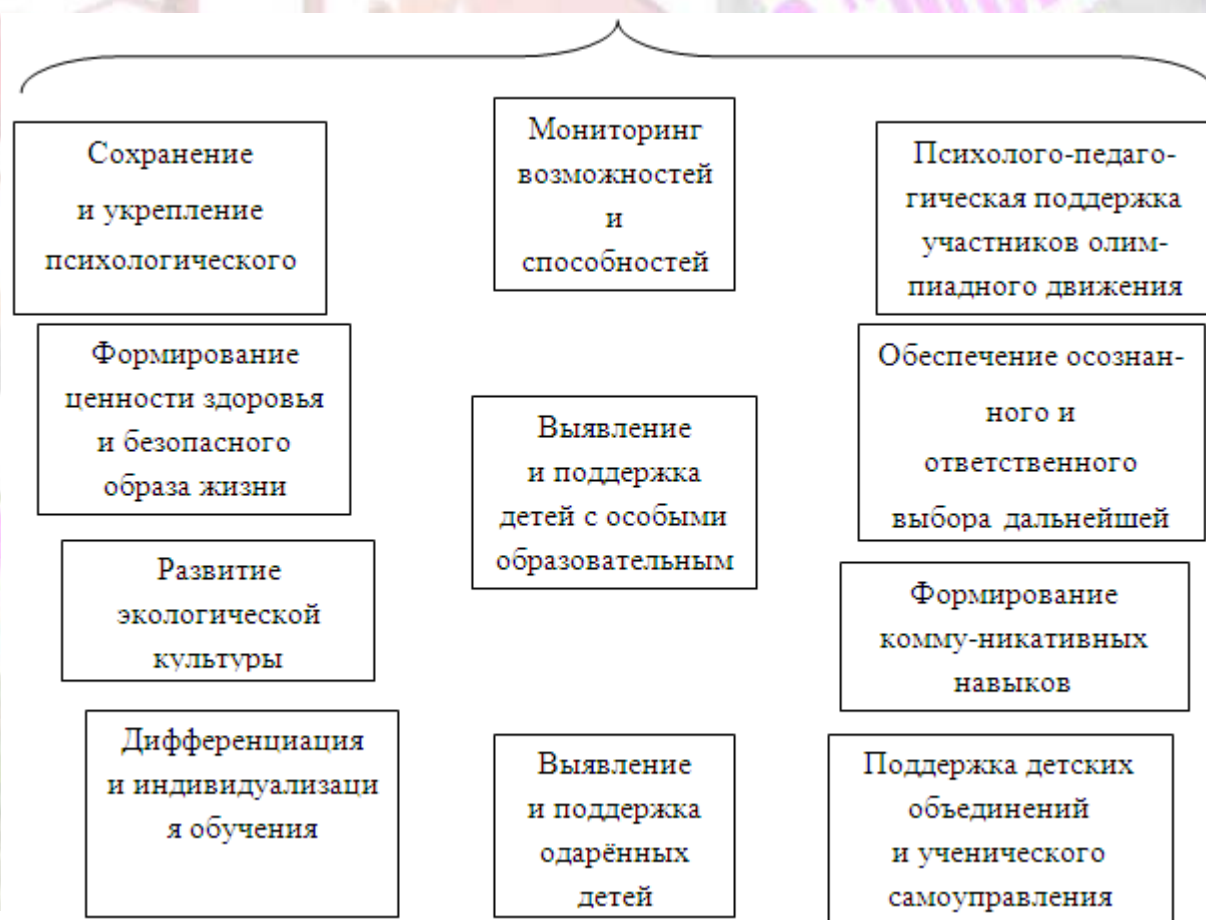 Сохранение
и укрепление
психологического
Формирование
ценности здоровья
и безопасного
образа жизни
Развитие
экологической
культуры
Дифференциация
и индивидуализаци
я обучения
Мониторинг
возможностей
и
способностей
Выявление
и поддержка
детей с особыми
образовательным
Выявление
и поддержка
одарённых
детей
Психолого-педаго-
гическая поддержка
участников олим-
пиадного движения
Обеспечение осознан-
ного и
ответственного
выбора дальнейшей
Формирование
комму-никативных
навыков
Поддержка детских
объединений
и ученического
самоуправления